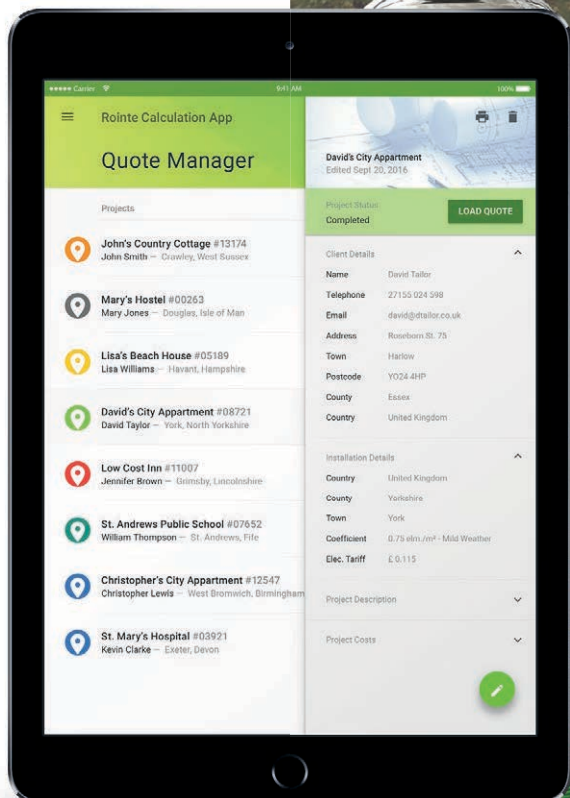 Carrier
9:41 AM
100%
Rointe Calculation App
Quote Manager
Projects
John's Country Cottage #13174
John Smith — Crawley, West Sussex
Mary's Hostel #00263
Mary Jones — Douglas, Isle of Man
Lisa's Beach House #05189
Lisa Williams — Havant, Hampshire
David's City Appartment #08721
David Taylor — York, North Yorkshire
Low Cost Inn #11007
Jennifer Brown — Grimsby, Lincolnshire
St. Andrews Public School #07652
William Thompson — St. Andrews, Fife
Christopher's City Appartment #12547
Christopher Lewis — West Bromwich, Birmingham
St. Mary's Hospital #03921
Kevin Clarke — Exeter, Devon
David's City Appartment
Edited Sept 20, 2016
Project Status
Completed
LOAD QUOTE
Client Details
Name David Tailor
Telephone 27155 024 598
Email david@dtailor.co.uk
Address Roseborn St. 75
Town Harlow
Postcode YO24 4HP
County Essex
Country United Kingdom
Installation Details
Country United Kingdom
County Yorkshire
Town York
Coefficient 0.75 elm./m² - Mild Weather
Elec. Tariff £ 0.115
Project Description
Project Costs